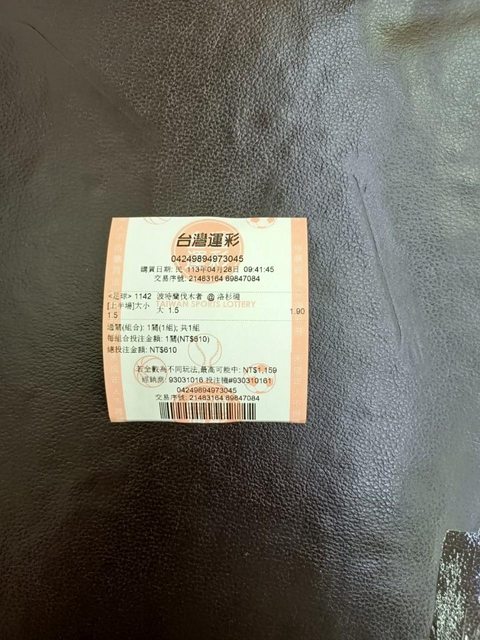 台灣運彩
04249894973045
購買日期: 民 113年04月28日 09:41:45
交易序號: 21483164 69847084
<足球> 1142 波特蘭伐木者 @ 洛杉磯
[上半場]大小 大 1.5 1.90
1.5
TAIWAN SPORTS LOTTERY
過關(組合): 1關(1組); 共1組
每組合投注金額: 1關(NT$610)
總投注金額: NT$610
若全數為不同玩法,最高可能中: NT$1,159
經銷商: 93031016 投注機#930310161
04249894973045
交易序號: 21483164 69847084